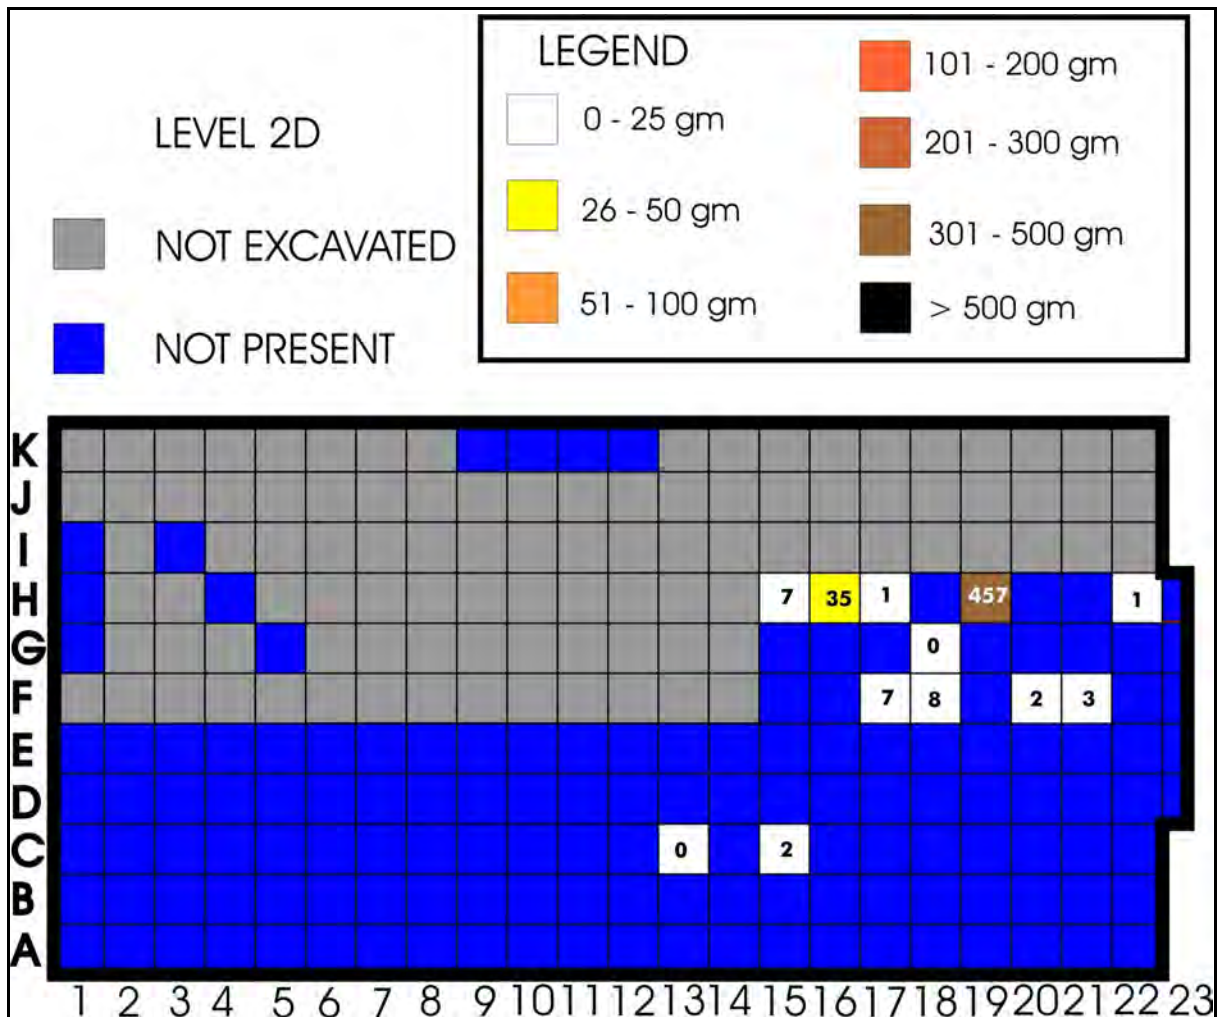 LEGEND
0 - 25 gm
26 - 50 gm
51 - 100 gm
101 - 200 gm
201 - 300 gm
301 - 500 gm
> 500 gm
LEVEL 2D
NOT EXCAVATED
NOT PRESENT
K
J
I
H 7 35 1 457 1
G 0
F 7 8 2 3
E
D
C 0 2
B
A
1 2 3 4 5 6 7 8 9 10 11 12 13 14 15 16 17 18 19 20 21 22 23